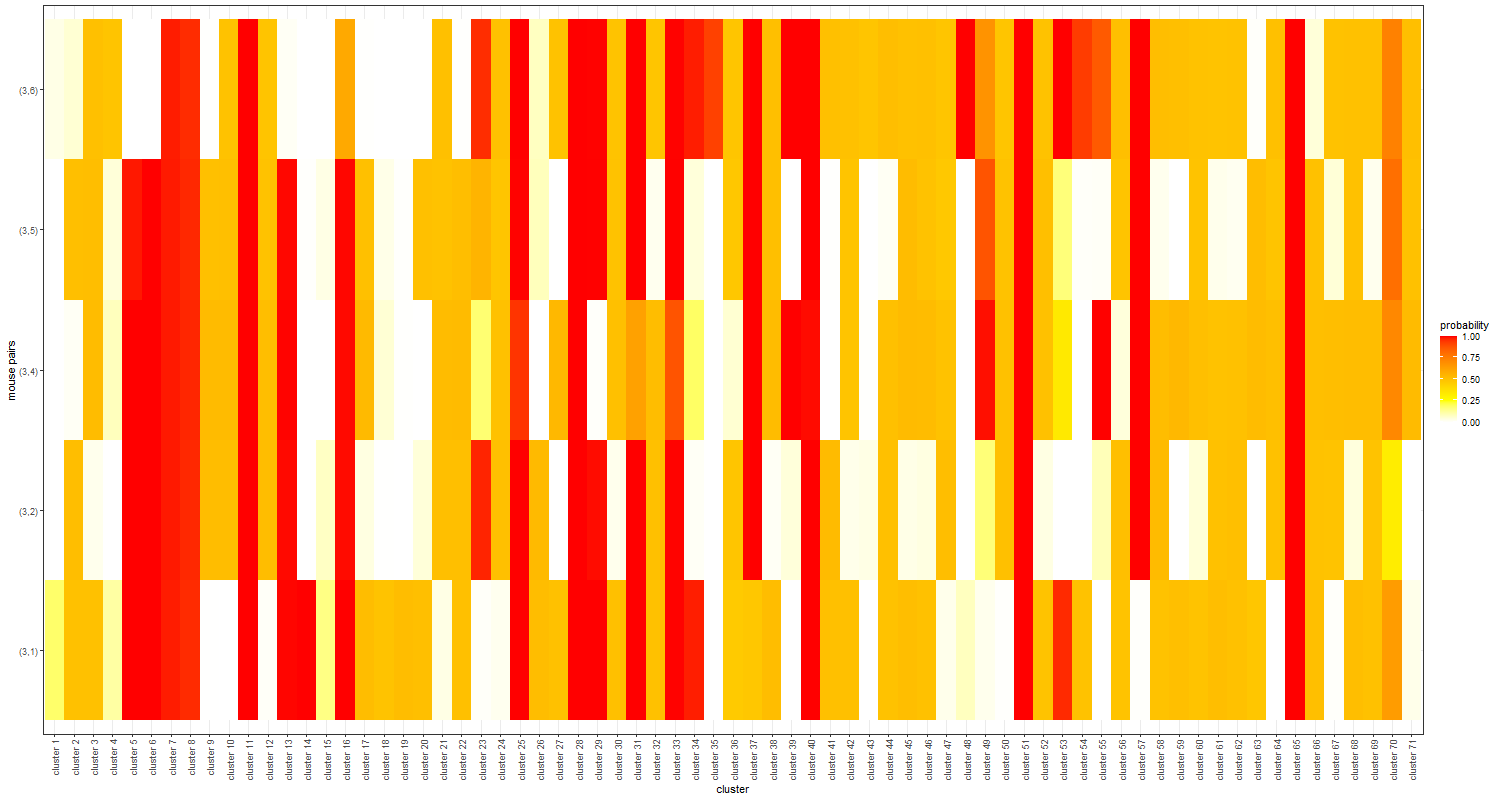 (3,6)
(3,5)
(3,4)
(3,2)
(3,1)
mouse pairs
cluster 1
cluster 2
cluster 3
cluster 4
cluster 5
cluster 6
cluster 7
cluster 8
cluster 9
cluster 10
cluster 11
cluster 12
cluster 13
cluster 14
cluster 15
cluster 16
cluster 17
cluster 18
cluster 19
cluster 20
cluster 21
cluster 22
cluster 23
cluster 24
cluster 25
cluster 26
cluster 27
cluster 28
cluster 29
cluster 30
cluster 31
cluster 32
cluster 33
cluster 34
cluster 35
cluster 36
cluster 37
cluster 38
cluster 39
cluster 40
cluster 41
cluster 42
cluster 43
cluster 44
cluster 45
cluster 46
cluster 47
cluster 48
cluster 49
cluster 50
cluster 51
cluster 52
cluster 53
cluster 54
cluster 55
cluster 56
cluster 57
cluster 58
cluster 59
cluster 60
cluster 61
cluster 62
cluster 63
cluster 64
cluster 65
cluster 66
cluster 67
cluster 68
cluster 69
cluster 70
cluster 71
cluster
probability
1.00
0.75
0.50
0.25
0.00